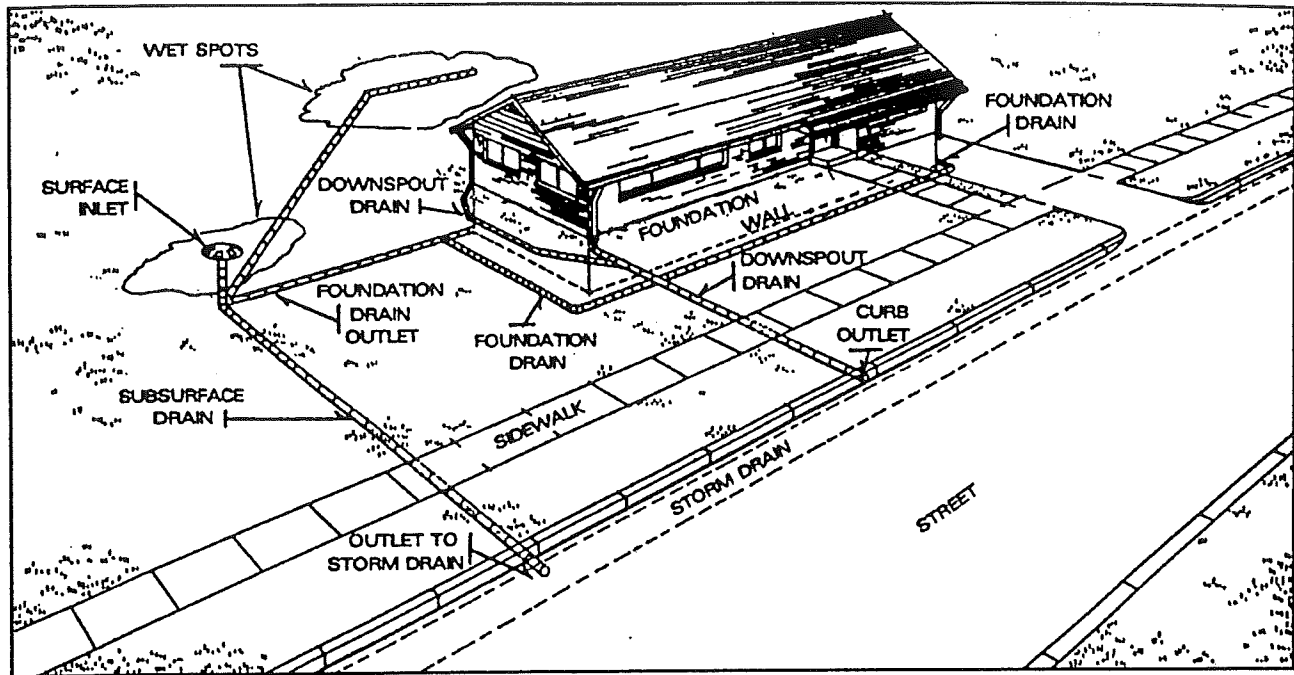 WET SPOTS
FOUNDATION
DRAIN
SURFACE
INLET
DOWNSPOUT
DRAIN
FOUNDATION
WALL
DOWNSPOUT
DRAIN
FOUNDATION
DRAIN
OUTLET
FOUNDATION
DRAIN
CURB
OUTLET
SUBSURFACE
DRAIN
SIDEWALK
STORM DRAIN
STREET
OUTLET TO
STORM DRAIN